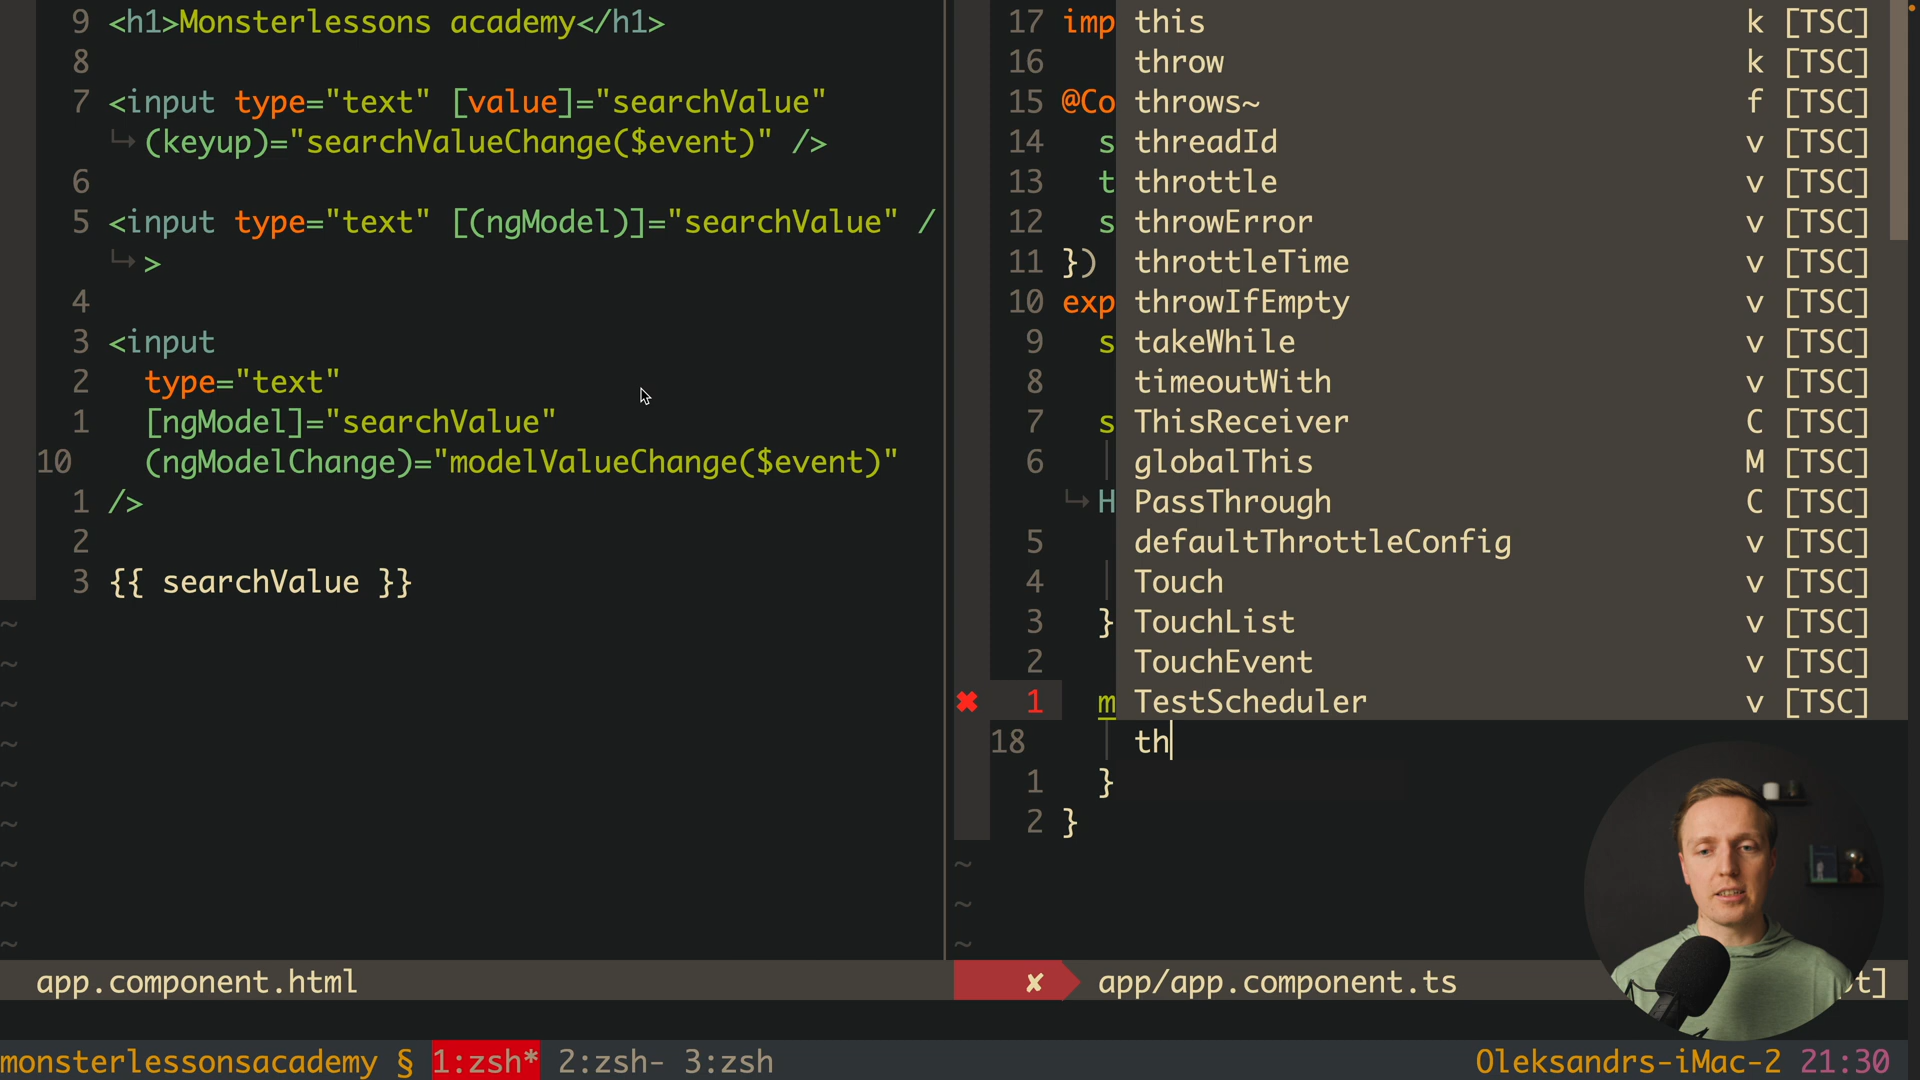 9 <h1>Monsterlessons academy</h1>
8
7 <input type="text" [value]="searchValue"
↪ (keyup)="searchValueChange($event)" />
6
5 <input type="text" [(ngModel)]="searchValue" /
↪ >
4
3 <input
2 type="text"
1 [ngModel]="searchValue"
10 (ngModelChange)="modelValueChange($event)"
1 />
2
3 {{ searchValue }}
~
~
~
~
~
~
~
~
~
app.component.html
17 imp
16
15 @Co
14 s
13 t
12 s
11 })
10 exp
9 s
8
7 s
6
↪ H
5
4
3 }
2
✖ 1 m
18 th
1 }
2 }
~
~
~
this k [TSC]
throw k [TSC]
throws~ f [TSC]
threadId v [TSC]
throttle v [TSC]
throwError v [TSC]
throttleTime v [TSC]
throwIfEmpty v [TSC]
takeWhile v [TSC]
timeoutWith v [TSC]
ThisReceiver C [TSC]
globalThis M [TSC]
PassThrough C [TSC]
defaultThrottleConfig v [TSC]
Touch v [TSC]
TouchList v [TSC]
TouchEvent v [TSC]
TestScheduler v [TSC]
✘ app/app.component.ts
monsterlessonsacademy § 1:zsh* 2:zsh- 3:zsh
Oleksandrs-iMac-2 21:30